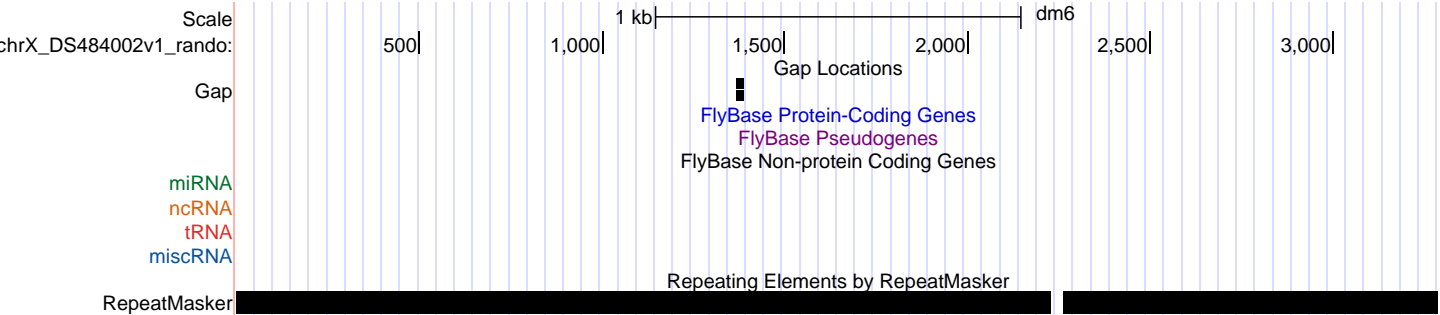 Scale 1 kb dm6
chrX_DS484002v1_rando: 500 1,000 1,500 2,000 2,500 3,000
Gap Locations
Gap
FlyBase Protein-Coding Genes
FlyBase Pseudogenes
FlyBase Non-protein Coding Genes
miRNA
ncRNA
tRNA
miscRNA
Repeating Elements by RepeatMasker
RepeatMasker